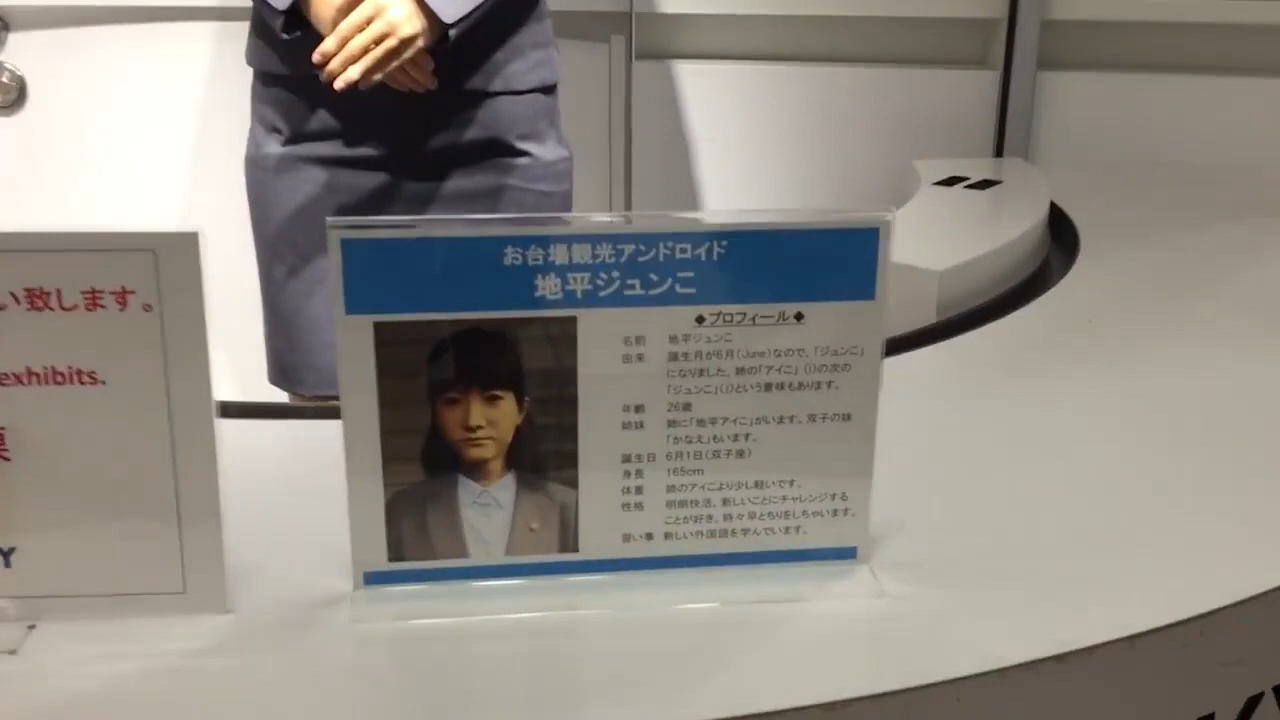 い致します。
exhibits.
Y
お台場観光アンドロイド
地平ジュンこ
◆プロフィール◆
名前 地平ジュンこ
由来 誕生月が6月(June)なので、「ジュンこ」
になりました。姉の「アイこ」(i)の次の
「ジュンこ」(j)という意味もあります。
年齢 26歳
姉妹 姉に「地平アイこ」がいます。双子の妹
「かなえ」もいます。
誕生日 6月1日(双子座)
身長 165cm
体重 姉のアイこより少し軽いです。
性格 明朗快活、新しいことにチャレンジする
ことが好き。時々早とちりをしちゃいます。
習い事 新しい外国語を学んでいます。